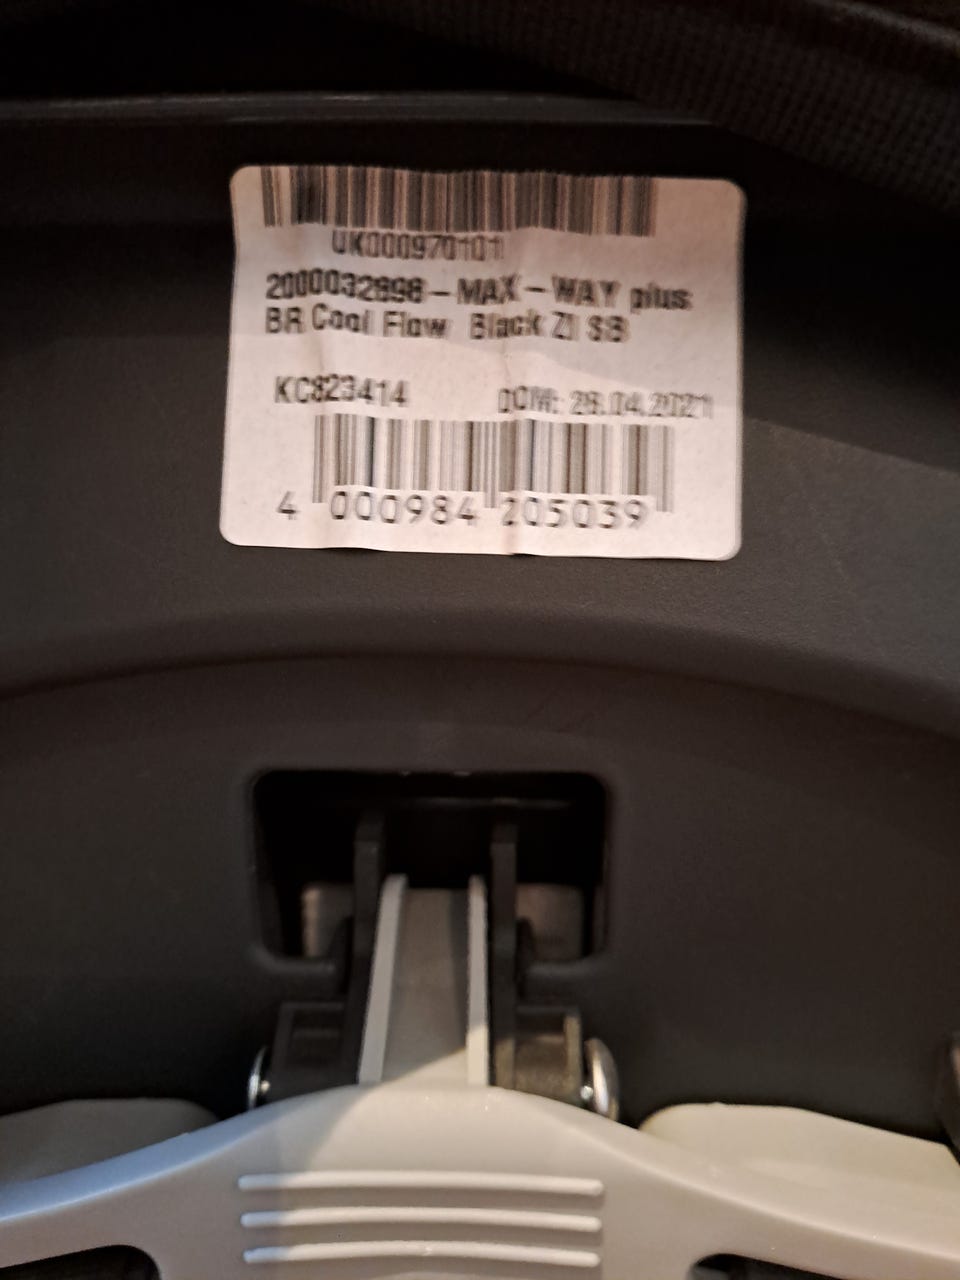 UK000970101
2000032898-MAX-WAY plus
BR Cool Flow Black ZI SB
KC823414 DOM: 28.04.2021
4 000984 205039